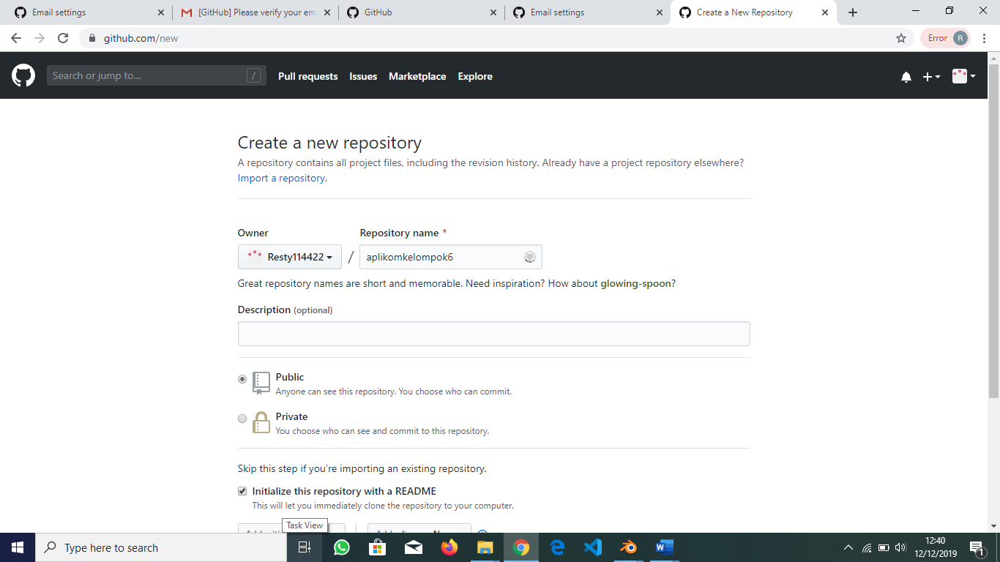 Email settings
[GitHub] Please verify your ema
GitHub
Email settings
Create a New Repository
github.com/new
Error R
Search or jump to... /
Pull requests Issues Marketplace Explore
Create a new repository
A repository contains all project files, including the revision history. Already have a project repository elsewhere?
Import a repository.
Owner
Repository name *
Resty114422 / aplikomkelompok6
Great repository names are short and memorable. Need inspiration? How about glowing-spoon?
Description (optional)
Public
Anyone can see this repository. You choose who can commit.
Private
You choose who can see and commit to this repository.
Skip this step if you’re importing an existing repository.
Initialize this repository with a README
This will let you immediately clone the repository to your computer.
Task View
Type here to search
12:40
12/12/2019
1